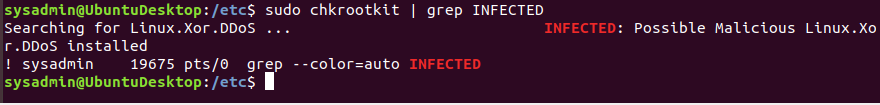 sysadmin@UbuntuDesktop:/etc$ sudo chkrootkit | grep INFECTED
Searching for Linux.Xor.DDoS ...                            INFECTED: Possible Malicious Linux.Xo
r.DDoS installed
! sysadmin    19675 pts/0  grep --color=auto INFECTED
sysadmin@UbuntuDesktop:/etc$